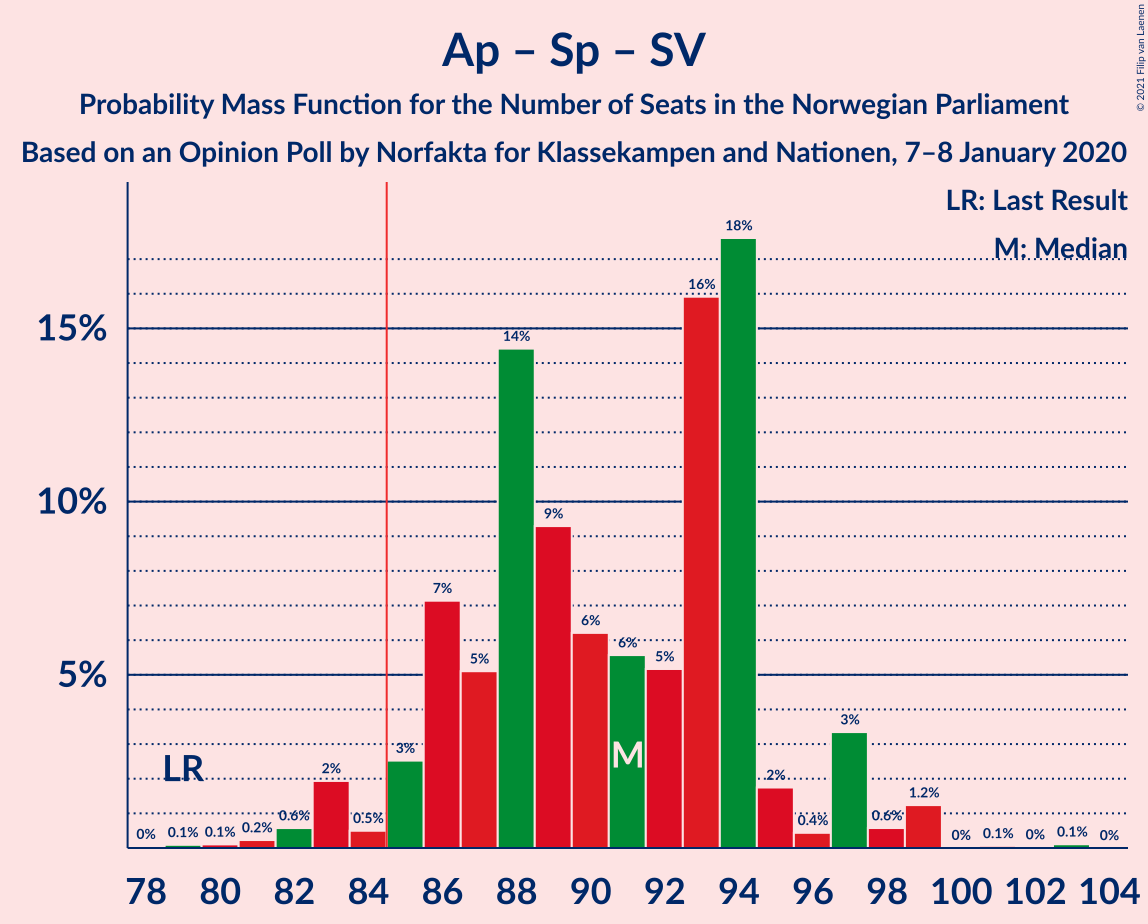 Ap – Sp – SV
Probability Mass Function for the Number of Seats in the Norwegian Parliament
Based on an Opinion Poll by Norfakta for Klassekampen and Nationen, 7–8 January 2020
© 2021 Filip van Laenen
LR: Last Result
M: Median
15%
10%
5%
0% 0.1% 0.1% 0.2% 0.6% 2% 0.5% 3% 7% 5% 14% 9% 6% 6% 5% 16% 18% 2% 0.4% 3% 0.6% 1.2% 0% 0.1% 0% 0.1% 0%
LR
M
78 80 82 84 86 88 90 92 94 96 98 100 102 104